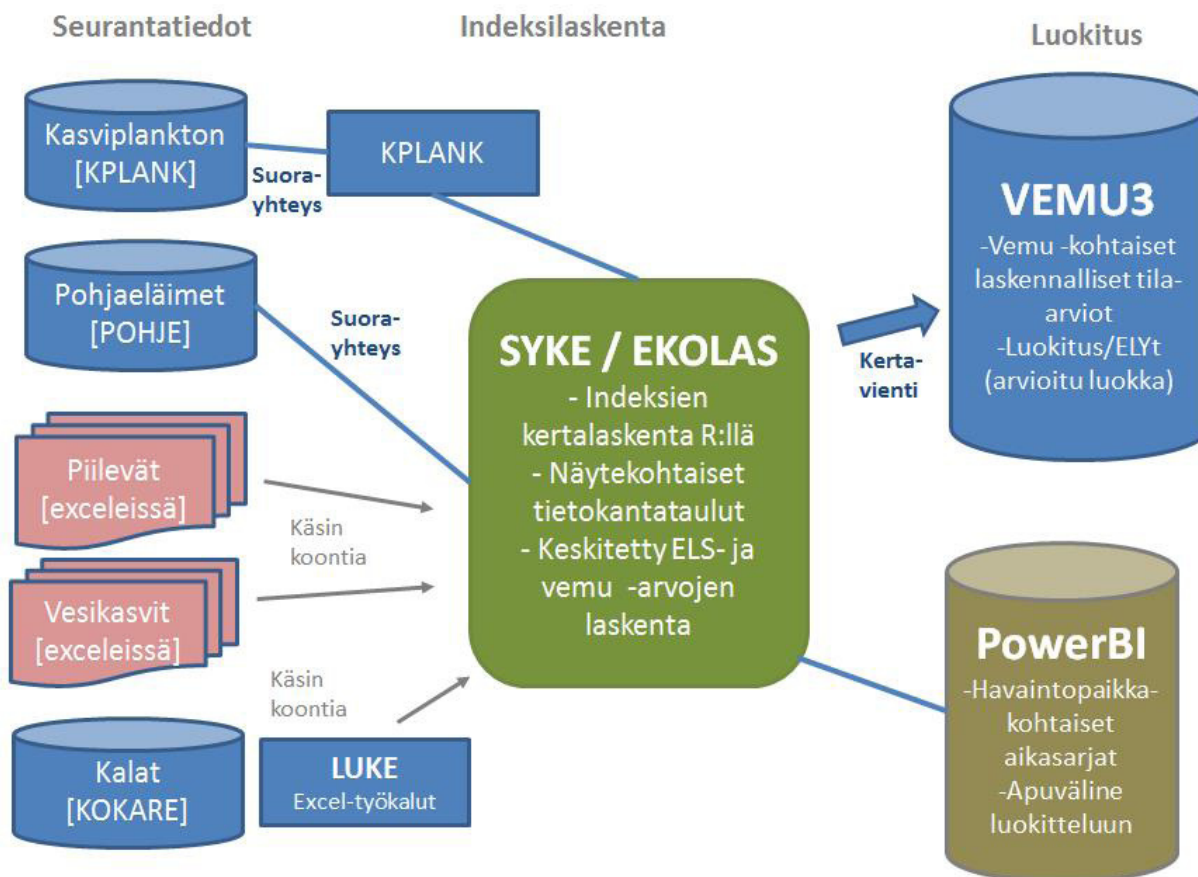 Seurantatiedot
Indeksilaskenta
Luokitus
Kasviplankton
[KPLANK]
Suora-
yhteys
KPLANK
Pohjaeläimet
[POHJE]
Suora-
yhteys
Piilevät
[exceleissä]
Käsin
koontia
Vesikasvit
[exceleissä]
Käsin
koontia
Kalat
[KOKARE]
LUKE
Excel-työkalut
SYKE / EKOLAS
- Indeksien
kertalaskenta R:llä
- Näytekohtaiset
tietokantataulut
- Keskitetty ELS- ja
vemu -arvojen
laskenta
Kerta-
vienti
VEMU3
-Vemu -kohtaiset
laskennalliset tila-
arviot
-Luokitus/ELYt
(arvioitu luokka)
PowerBI
-Havaintopaikka-
kohtaiset
aikasarjat
-Apuväline
luokitteluun